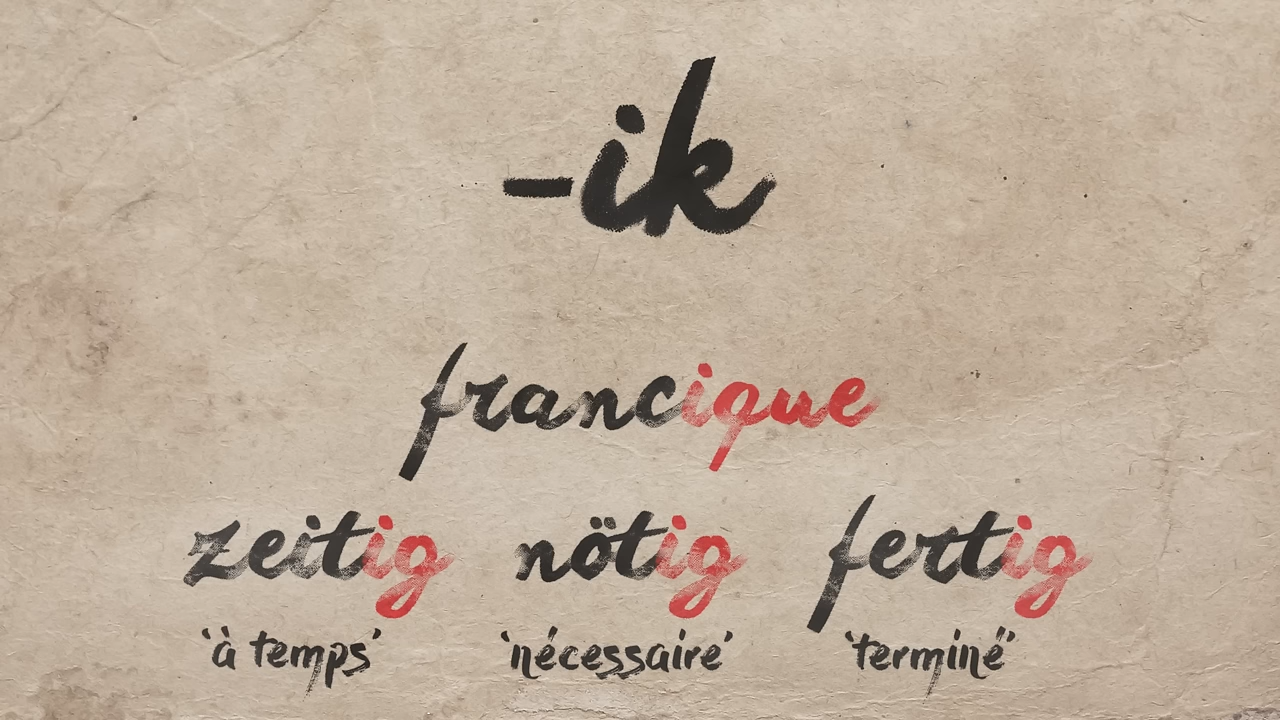 -ik
francique
zeitig nötig fertig
'à temps' 'nécessaire' 'terminé'